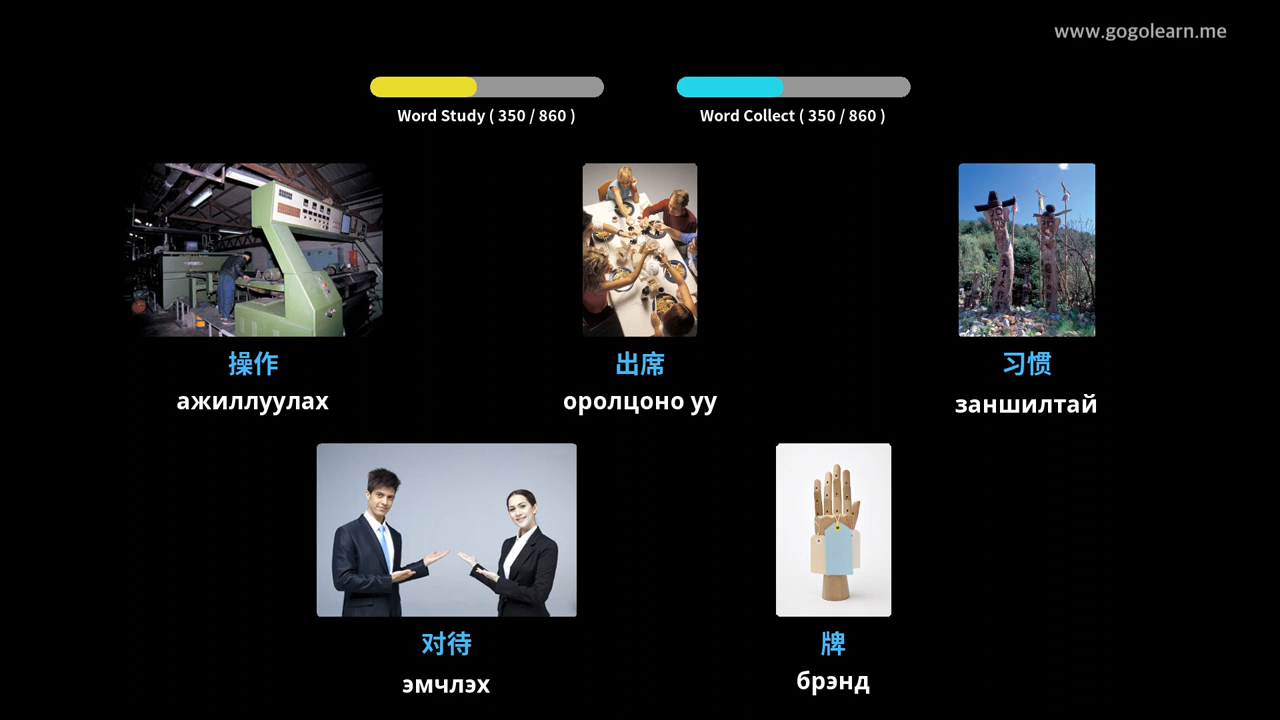 www.gogolearn.me
Word Study ( 350 / 860 )
Word Collect ( 350 / 860 )
操作
ажиллуулах
出席
оролцоно уу
习惯
заншилтай
对待
эмчлэх
牌
брэнд